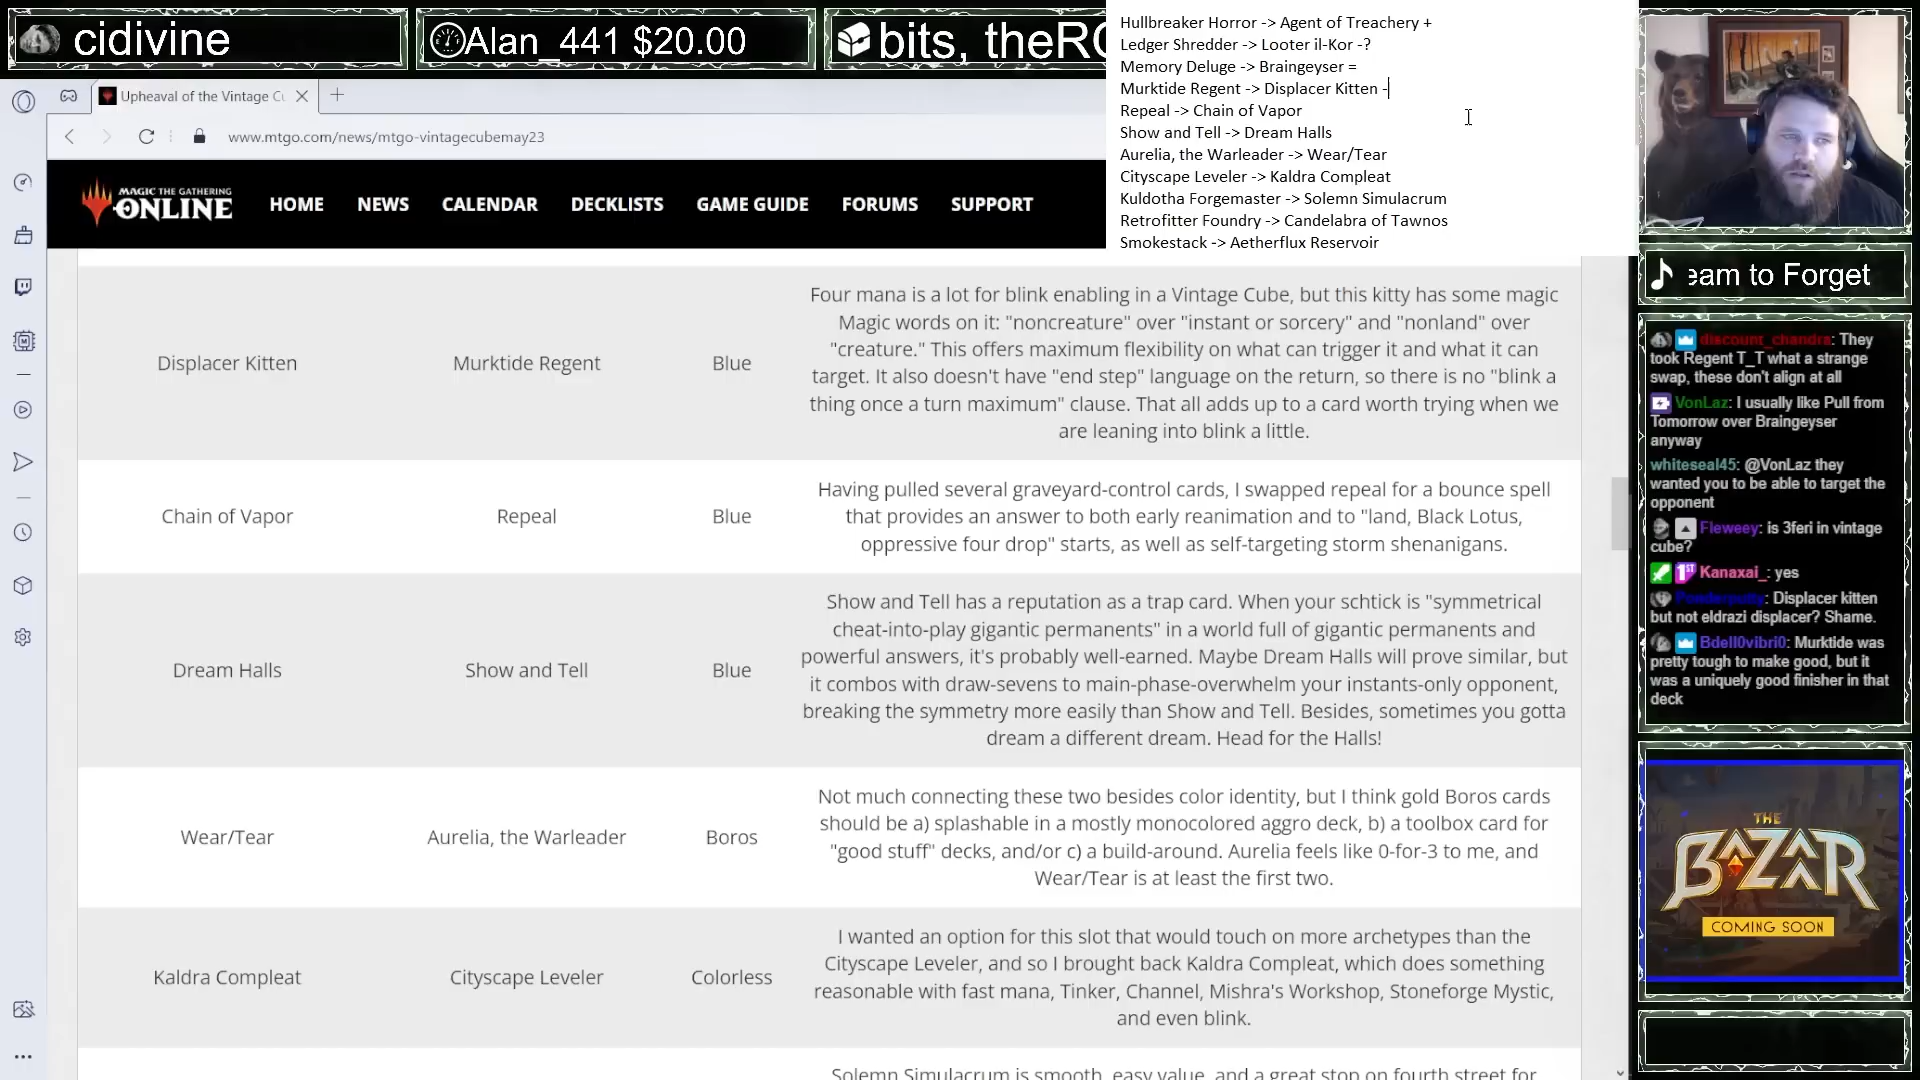 cidivine
Alan_441 $20.00
bits, theRO
Hullbreaker Horror -> Agent of Treachery +
Ledger Shredder -> Looter il-Kor -?
Memory Deluge -> Braingeyser =
Murktide Regent -> Displacer Kitten -
Repeal -> Chain of Vapor
Show and Tell -> Dream Halls
Aurelia, the Warleader -> Wear/Tear
Cityscape Leveler -> Kaldra Compleat
Kuldotha Forgemaster -> Solemn Simulacrum
Retrofitter Foundry -> Candelabra of Tawnos
Smokestack -> Aetherflux Reservoir
Upheaval of the Vintage Cu
www.mtgo.com/news/mtgo-vintagecubemay23
MAGIC THE GATHERING
ONLINE
HOME NEWS CALENDAR DECKLISTS GAME GUIDE FORUMS SUPPORT
Displacer Kitten
Murktide Regent
Blue
Four mana is a lot for blink enabling in a Vintage Cube, but this kitty has some magic
Magic words on it: "noncreature" over "instant or sorcery" and "nonland" over
"creature." This offers maximum flexibility on what can trigger it and what it can
target. It also doesn't have "end step" language on the return, so there is no "blink a
thing once a turn maximum" clause. That all adds up to a card worth trying when we
are leaning into blink a little.
Chain of Vapor
Repeal
Blue
Having pulled several graveyard-control cards, I swapped repeal for a bounce spell
that provides an answer to both early reanimation and to "land, Black Lotus,
oppressive four drop" starts, as well as self-targeting storm shenanigans.
Dream Halls
Show and Tell
Blue
Show and Tell has a reputation as a trap card. When your schtick is "symmetrical
cheat-into-play gigantic permanents" in a world full of gigantic permanents and
powerful answers, it's probably well-earned. Maybe Dream Halls will prove similar, but
it combos with draw-sevens to main-phase-overwhelm your instants-only opponent,
breaking the symmetry more easily than Show and Tell. Besides, sometimes you gotta
dream a different dream. Head for the Halls!
Wear/Tear
Aurelia, the Warleader
Boros
Not much connecting these two besides color identity, but I think gold Boros cards
should be a) splashable in a mostly monocolored aggro deck, b) a toolbox card for
"good stuff" decks, and/or c) a build-around. Aurelia feels like 0-for-3 to me, and
Wear/Tear is at least the first two.
Kaldra Compleat
Cityscape Leveler
Colorless
I wanted an option for this slot that would touch on more archetypes than the
Cityscape Leveler, and so I brought back Kaldra Compleat, which does something
reasonable with fast mana, Tinker, Channel, Mishra's Workshop, Stoneforge Mystic,
and even blink.
Solemn Simulacrum is smooth, easy value, and a great stop on fourth street for
eam to Forget
discount_chandra: They
took Regent T_T what a strange
swap, these don't align at all
VonLaz: I usually like Pull from
Tomorrow over Braingeyser
anyway
whiteseal45: @VonLaz they
wanted you to be able to target the
opponent
Fleweey: is 3feri in vintage
cube?
1ST Kanaxai_: yes
: Displacer kitten
but not eldrazi displacer? Shame.
Bdell0vibri0: Murktide was
pretty tough to make good, but it
was a uniquely good finisher in that
deck
THE
BAZAAR
COMING SOON